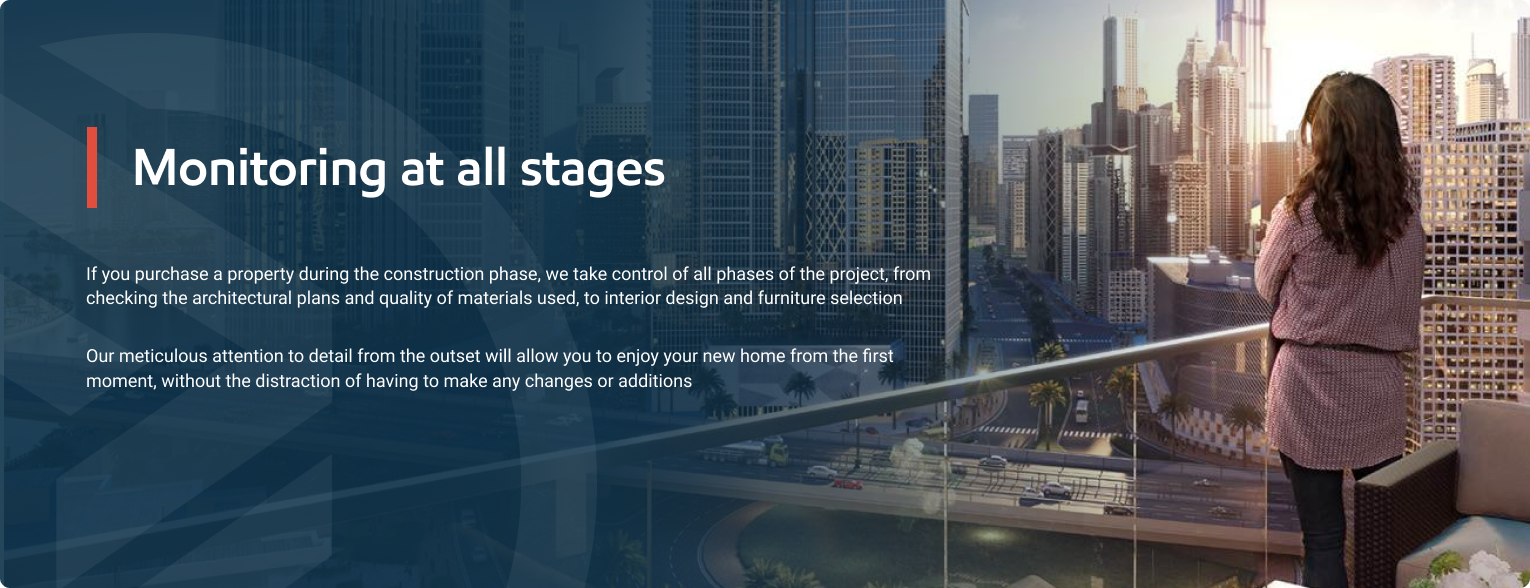 Monitoring at all stages
If you purchase a property during the construction phase, we take control of all phases of the project, from
checking the architectural plans and quality of materials used, to interior design and furniture selection
Our meticulous attention to detail from the outset will allow you to enjoy your new home from the first
moment, without the distraction of having to make any changes or additions